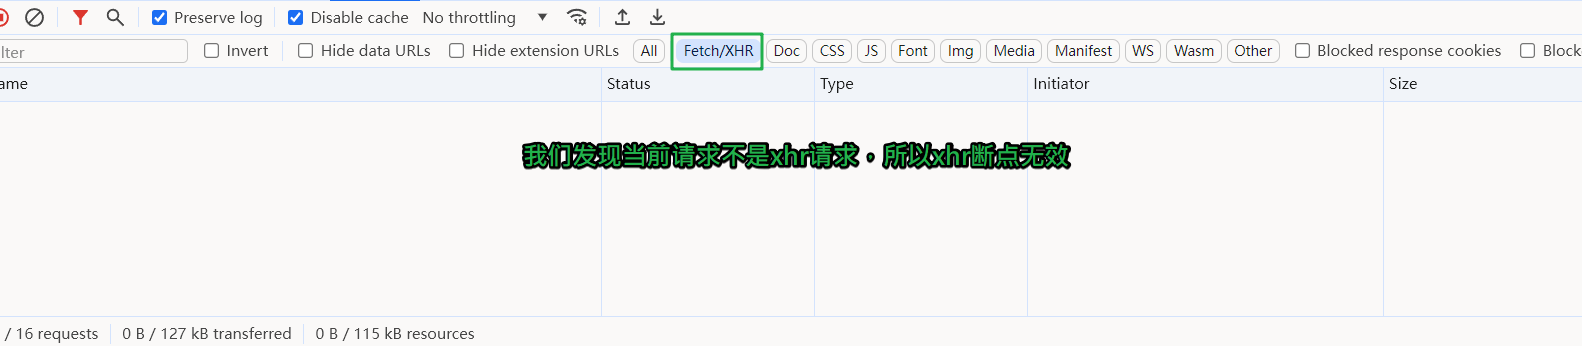 Preserve log Disable cache No throttling
lter Invert Hide data URLs Hide extension URLs All Fetch/XHR Doc CSS JS Font Img Media Manifest WS Wasm Other Blocked response cookies Block
ame Status Type Initiator Size
我们发现当前请求不是xhr请求，所以xhr断点无效
/ 16 requests 0 B / 127 kB transferred 0 B / 115 kB resources